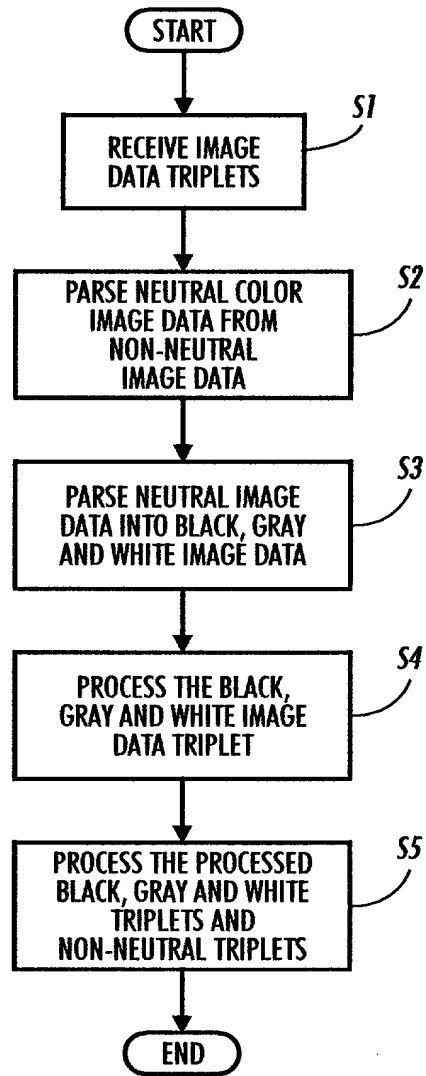 START
S1
RECEIVE IMAGE
DATA TRIPLETS
S2
PARSE NEUTRAL COLOR
IMAGE DATA FROM
NON-NEUTRAL
IMAGE DATA
S3
PARSE NEUTRAL IMAGE
DATA INTO BLACK, GRAY
AND WHITE IMAGE DATA
S4
PROCESS THE BLACK,
GRAY AND WHITE IMAGE
DATA TRIPLET
S5
PROCESS THE PROCESSED
BLACK, GRAY AND WHITE
TRIPLETS AND
NON-NEUTRAL TRIPLETS
END